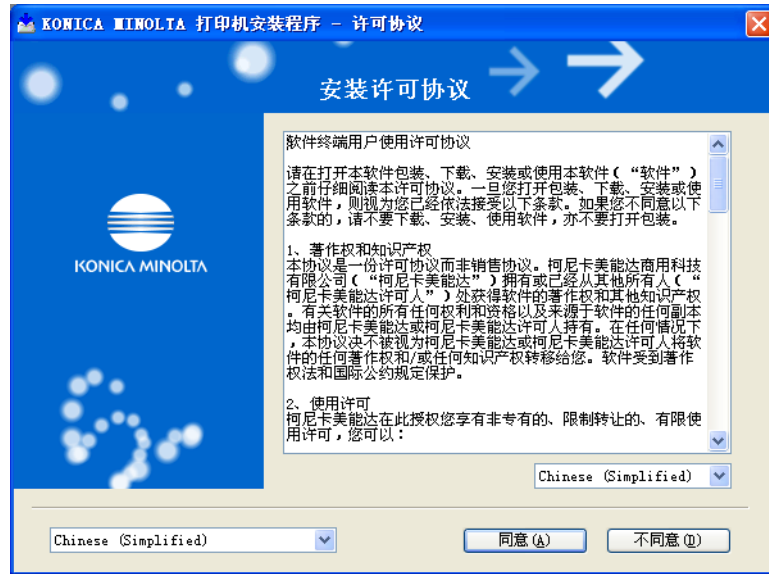 KONICA MINOLTA 打印机安装程序 - 许可协议
安装许可协议
KONICA MINOLTA
软件终端用户使用许可协议
请在打开本软件包装、下载、安装或使用本软件(“软件”)
之前仔细阅读本许可协议。一旦您打开包装、下载、安装或使
用软件，则视为您已经依法接受以下条款。如果您不同意以下
条款的，请不要下载、安装、使用软件，亦不要打开包装。
1、著作权和知识产权
本协议是一份许可协议而非销售协议。柯尼卡美能达商用科技
有限公司(“柯尼卡美能达”)拥有或已经从其他所有人(“
柯尼卡美能达许可人”)处获得软件的著作权和其他知识产权
。有关软件的所有任何权利和资格以及来源于软件的任何副本
均由柯尼卡美能达或柯尼卡美能达许可人持有。在任何情况下
，本协议决不被视为柯尼卡美能达或柯尼卡美能达许可人将软
件的任何著作权和/或任何知识产权转移给您。软件受到著作
权法和国际公约规定保护。
2、使用许可
柯尼卡美能达在此授权您享有非专有的、限制转让的、有限使
用许可，您可以：
Chinese (Simplified)
Chinese (Simplified)
同意(A)
不同意(D)